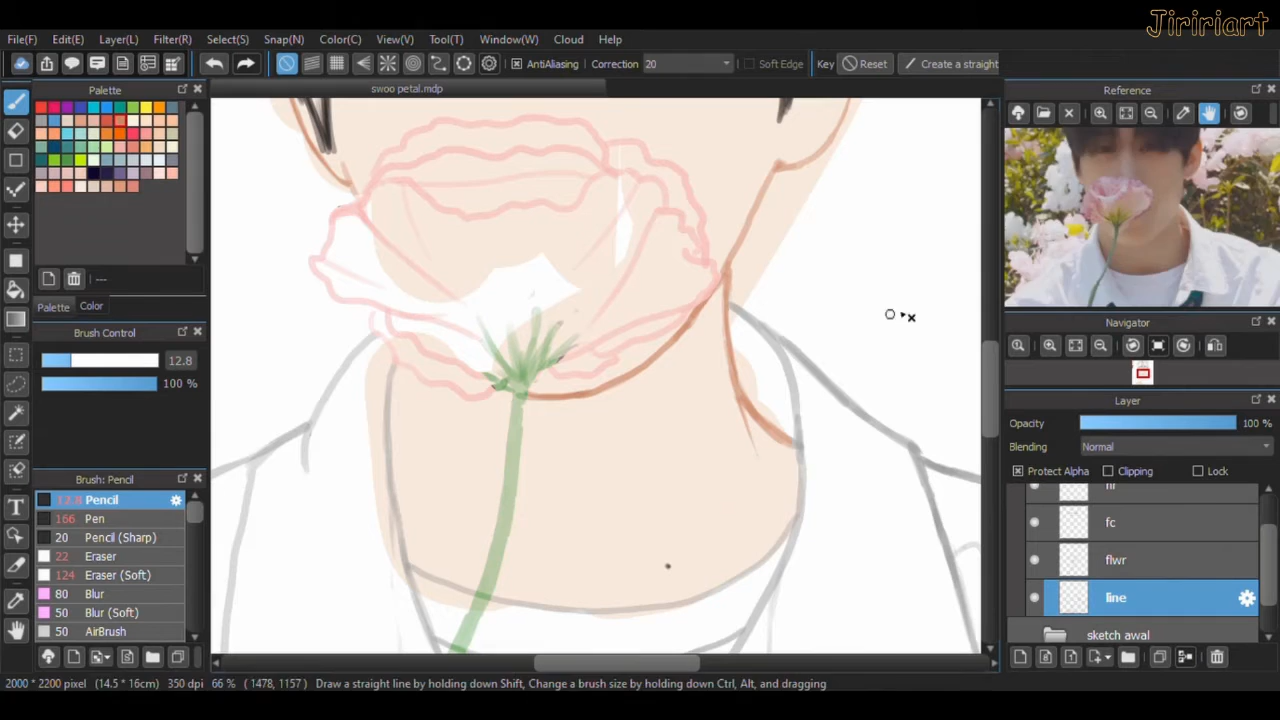 Jiririart
File(F) Edit(E) Layer(L) Filter(R) Select(S) Snap(N) Color(C) View(V) Tool(T) Window(W) Cloud Help
AntiAliasing Correction 20 Soft Edge Key Reset Create a straight
Palette
swoo petal.mdp
Reference
---
Palette Color
Brush Control
12.8
100 %
Navigator
Layer
Opacity 100 %
Blending Normal
Protect Alpha Clipping Lock
fc
flwr
line
sketch awal
Brush: Pencil
12.8 Pencil
166 Pen
20 Pencil (Sharp)
22 Eraser
124 Eraser (Soft)
80 Blur
50 Blur (Soft)
50 AirBrush
2000 * 2200 pixel (14.5 * 16cm) 350 dpi 66 % ( 1478, 1157 ) Draw a straight line by holding down Shift, Change a brush size by holding down Ctrl, Alt, and dragging